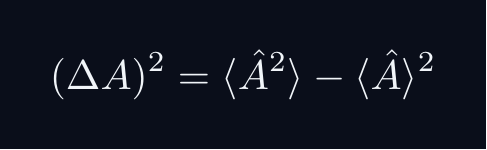 (ΔA)² = ⟨Â²⟩ − ⟨Â⟩²